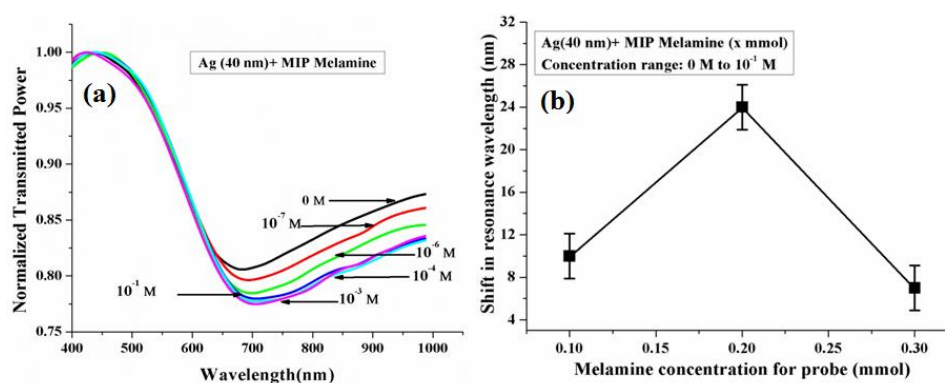 (a)
Ag (40 nm)+ MIP Melamine
0 M
10⁻⁷ M
10⁻⁶ M
10⁻⁴ M
10⁻³ M
10⁻¹ M
1.00
0.95
0.90
0.85
0.80
0.75
Normalized Transmitted Power
400 500 600 700 800 900 1000
Wavelength(nm)
(b)
Ag(40 nm)+ MIP Melamine (x mmol)
Concentration range: 0 M to 10⁻¹ M
32
28
24
20
16
12
8
4
Shift in resonance wavelength (nm)
0.10 0.15 0.20 0.25 0.30
Melamine concentration for probe (mmol)